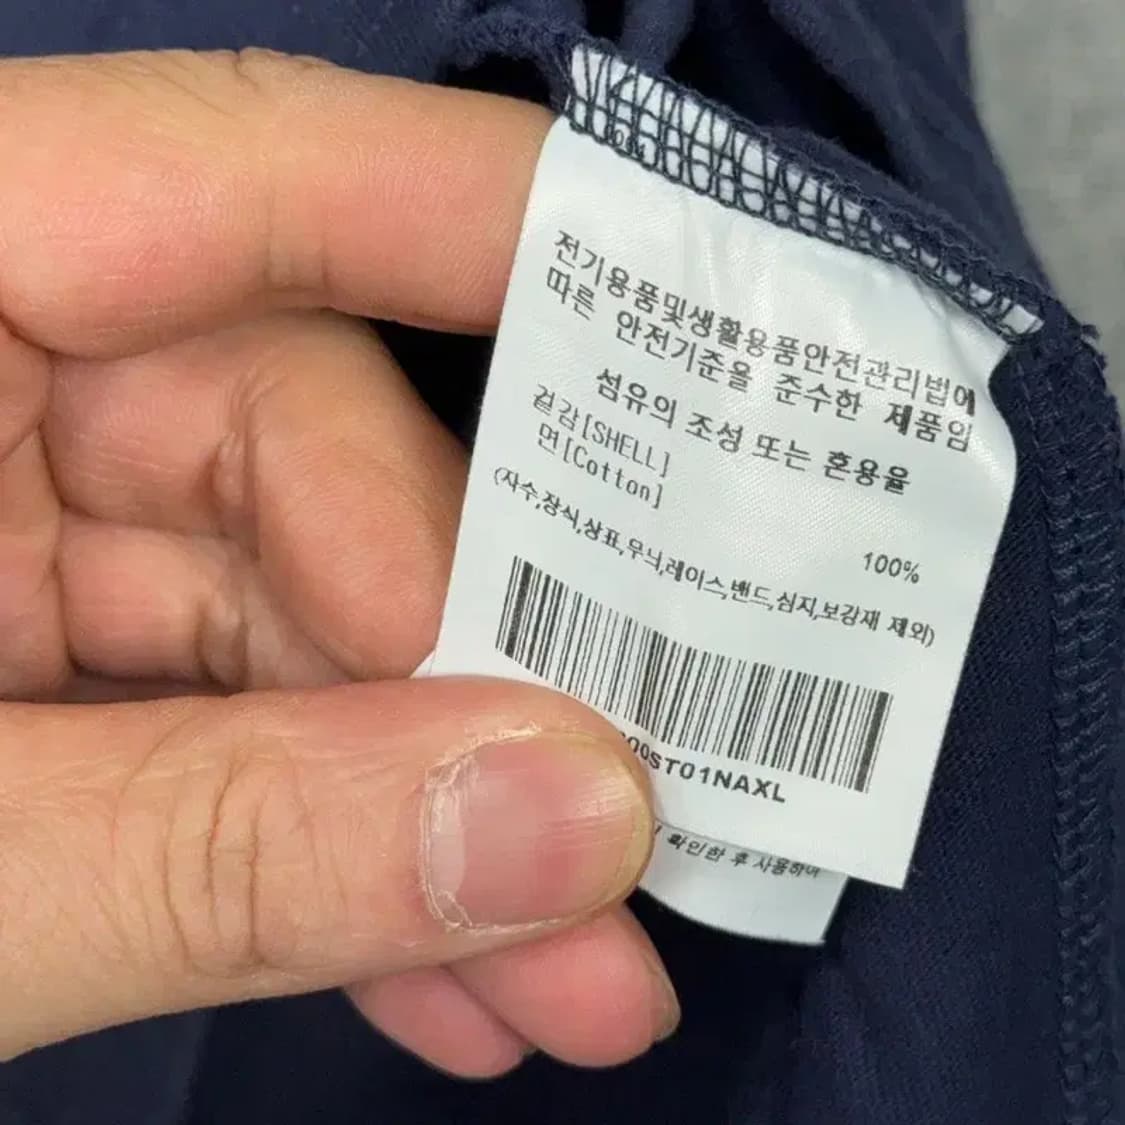 전기용품및생활용품안전관리법에
따른 안전기준을 준수한 제품임
섬유의 조성 또는 혼용율
겉감[SHELL]
면[Cotton] 100%
(자수,장식,상표,무늬,레이스,밴드,심지,보강재 제외)
00ST01NAXL
확인한 후 사용하여